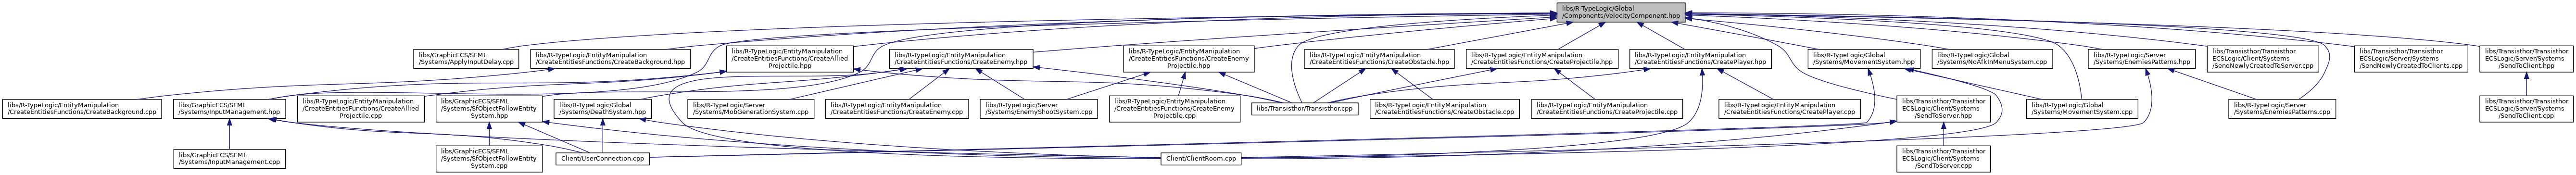 libs/R-TypeLogic/Global
/Components/VelocityComponent.hpp
libs/GraphicECS/SFML
/Systems/ApplyInputDelay.cpp
libs/R-TypeLogic/EntityManipulation
/CreateEntitiesFunctions/CreateBackground.hpp
libs/R-TypeLogic/EntityManipulation
/CreateEntitiesFunctions/CreateAllied
Projectile.hpp
libs/R-TypeLogic/EntityManipulation
/CreateEntitiesFunctions/CreateEnemy.hpp
libs/R-TypeLogic/EntityManipulation
/CreateEntitiesFunctions/CreateEnemy
Projectile.hpp
libs/R-TypeLogic/EntityManipulation
/CreateEntitiesFunctions/CreateObstacle.hpp
libs/R-TypeLogic/EntityManipulation
/CreateEntitiesFunctions/CreateProjectile.hpp
libs/R-TypeLogic/EntityManipulation
/CreateEntitiesFunctions/CreatePlayer.hpp
libs/R-TypeLogic/Global
/Systems/MovementSystem.hpp
libs/R-TypeLogic/Global
/Systems/NoAfkInMenuSystem.cpp
libs/R-TypeLogic/Server
/Systems/EnemiesPatterns.hpp
libs/Transisthor/Transisthor
ECSLogic/Client/Systems
/SendNewlyCreatedToServer.cpp
libs/Transisthor/Transisthor
ECSLogic/Server/Systems
/SendNewlyCreatedToClients.cpp
libs/Transisthor/Transisthor
ECSLogic/Server/Systems
/SendToClient.hpp
libs/R-TypeLogic/EntityManipulation
/CreateEntitiesFunctions/CreateBackground.cpp
libs/GraphicECS/SFML
/Systems/InputManagement.hpp
libs/R-TypeLogic/EntityManipulation
/CreateEntitiesFunctions/CreateAllied
Projectile.cpp
libs/GraphicECS/SFML
/Systems/SfObjectFollowEntity
System.hpp
libs/R-TypeLogic/Global
/Systems/DeathSystem.hpp
libs/R-TypeLogic/Server
/Systems/MobGenerationSystem.cpp
libs/R-TypeLogic/EntityManipulation
/CreateEntitiesFunctions/CreateEnemy.cpp
libs/R-TypeLogic/Server
/Systems/EnemyShootSystem.cpp
libs/R-TypeLogic/EntityManipulation
/CreateEntitiesFunctions/CreateEnemy
Projectile.cpp
libs/Transisthor/Transisthor.cpp
libs/R-TypeLogic/EntityManipulation
/CreateEntitiesFunctions/CreateObstacle.cpp
libs/R-TypeLogic/EntityManipulation
/CreateEntitiesFunctions/CreateProjectile.cpp
libs/R-TypeLogic/EntityManipulation
/CreateEntitiesFunctions/CreatePlayer.cpp
libs/Transisthor/Transisthor
ECSLogic/Client/Systems
/SendToServer.hpp
libs/R-TypeLogic/Global
/Systems/MovementSystem.cpp
libs/R-TypeLogic/Server
/Systems/EnemiesPatterns.cpp
libs/Transisthor/Transisthor
ECSLogic/Server/Systems
/SendToClient.cpp
libs/GraphicECS/SFML
/Systems/InputManagement.cpp
libs/GraphicECS/SFML
/Systems/SfObjectFollowEntity
System.cpp
Client/UserConnection.cpp
Client/ClientRoom.cpp
libs/Transisthor/Transisthor
ECSLogic/Client/Systems
/SendToServer.cpp